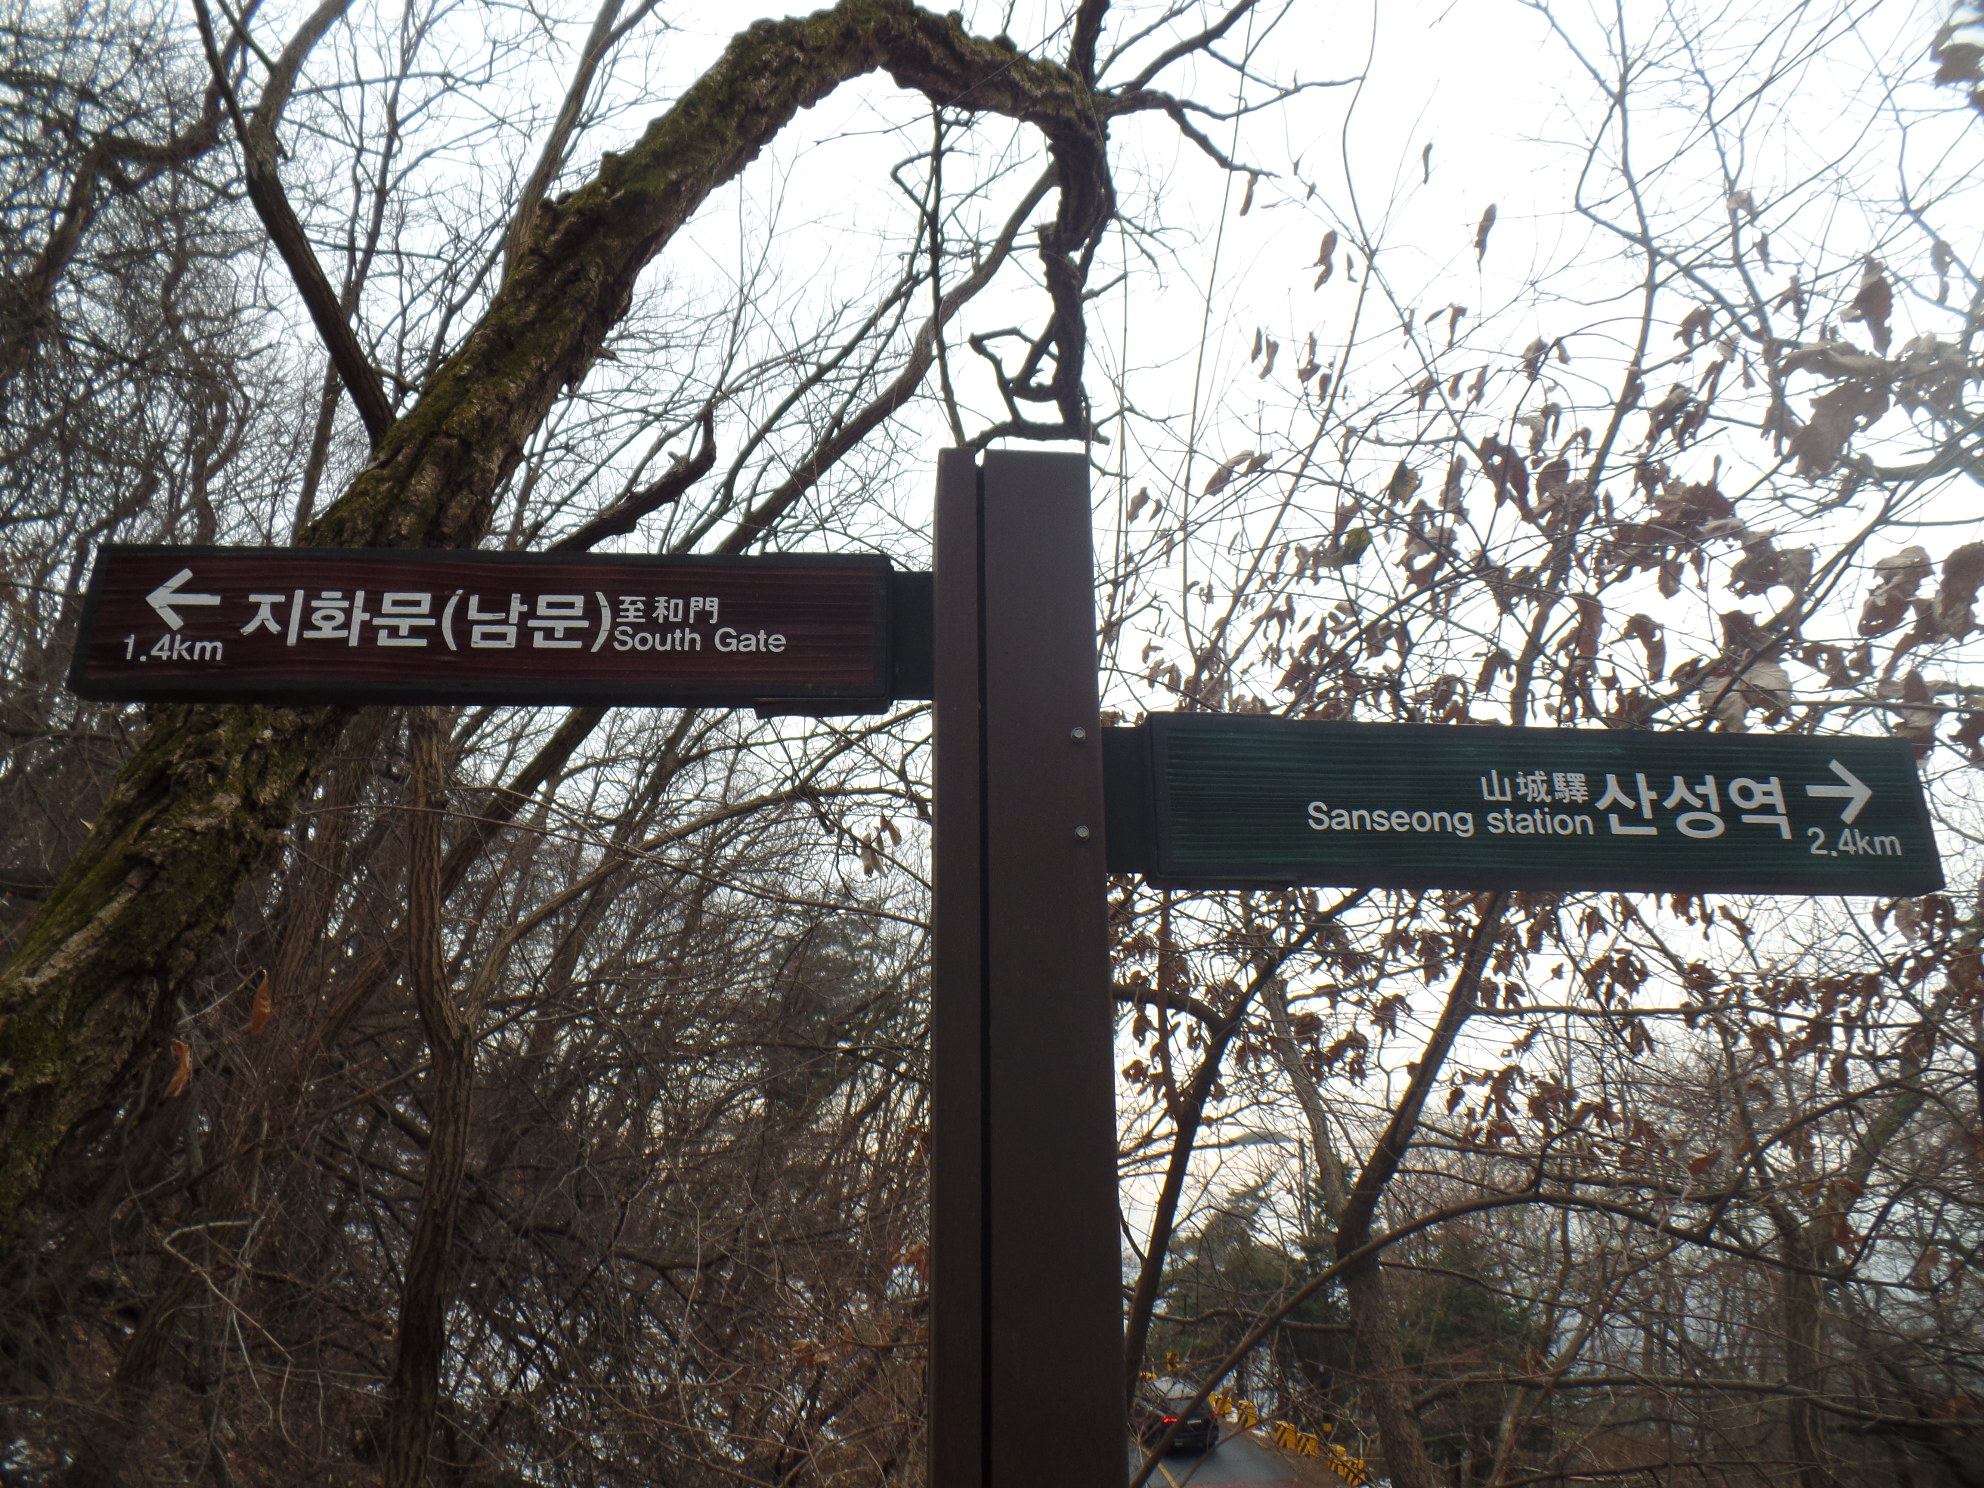 ← 지화문(남문) 至和門
1.4km South Gate
山城驛 산성역 →
Sanseong station 2.4km